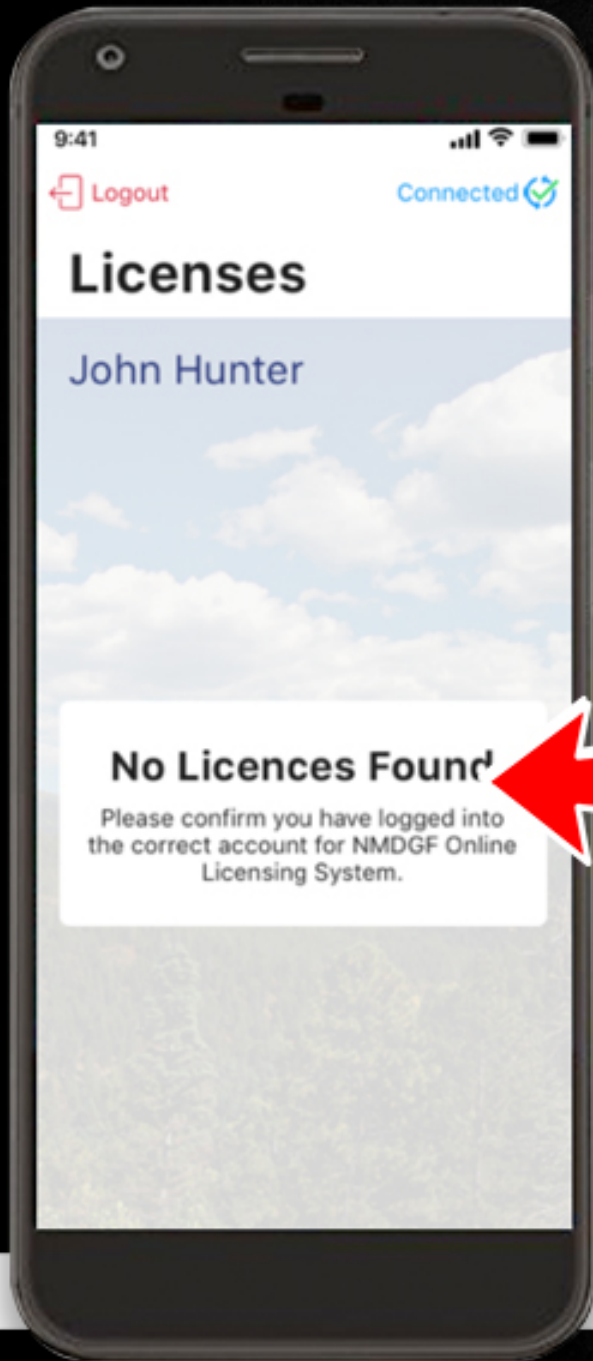 9:41
Logout
Connected
Licenses
John Hunter
No Licences Found
Please confirm you have logged into
the correct account for NMDGF Online
Licensing System.